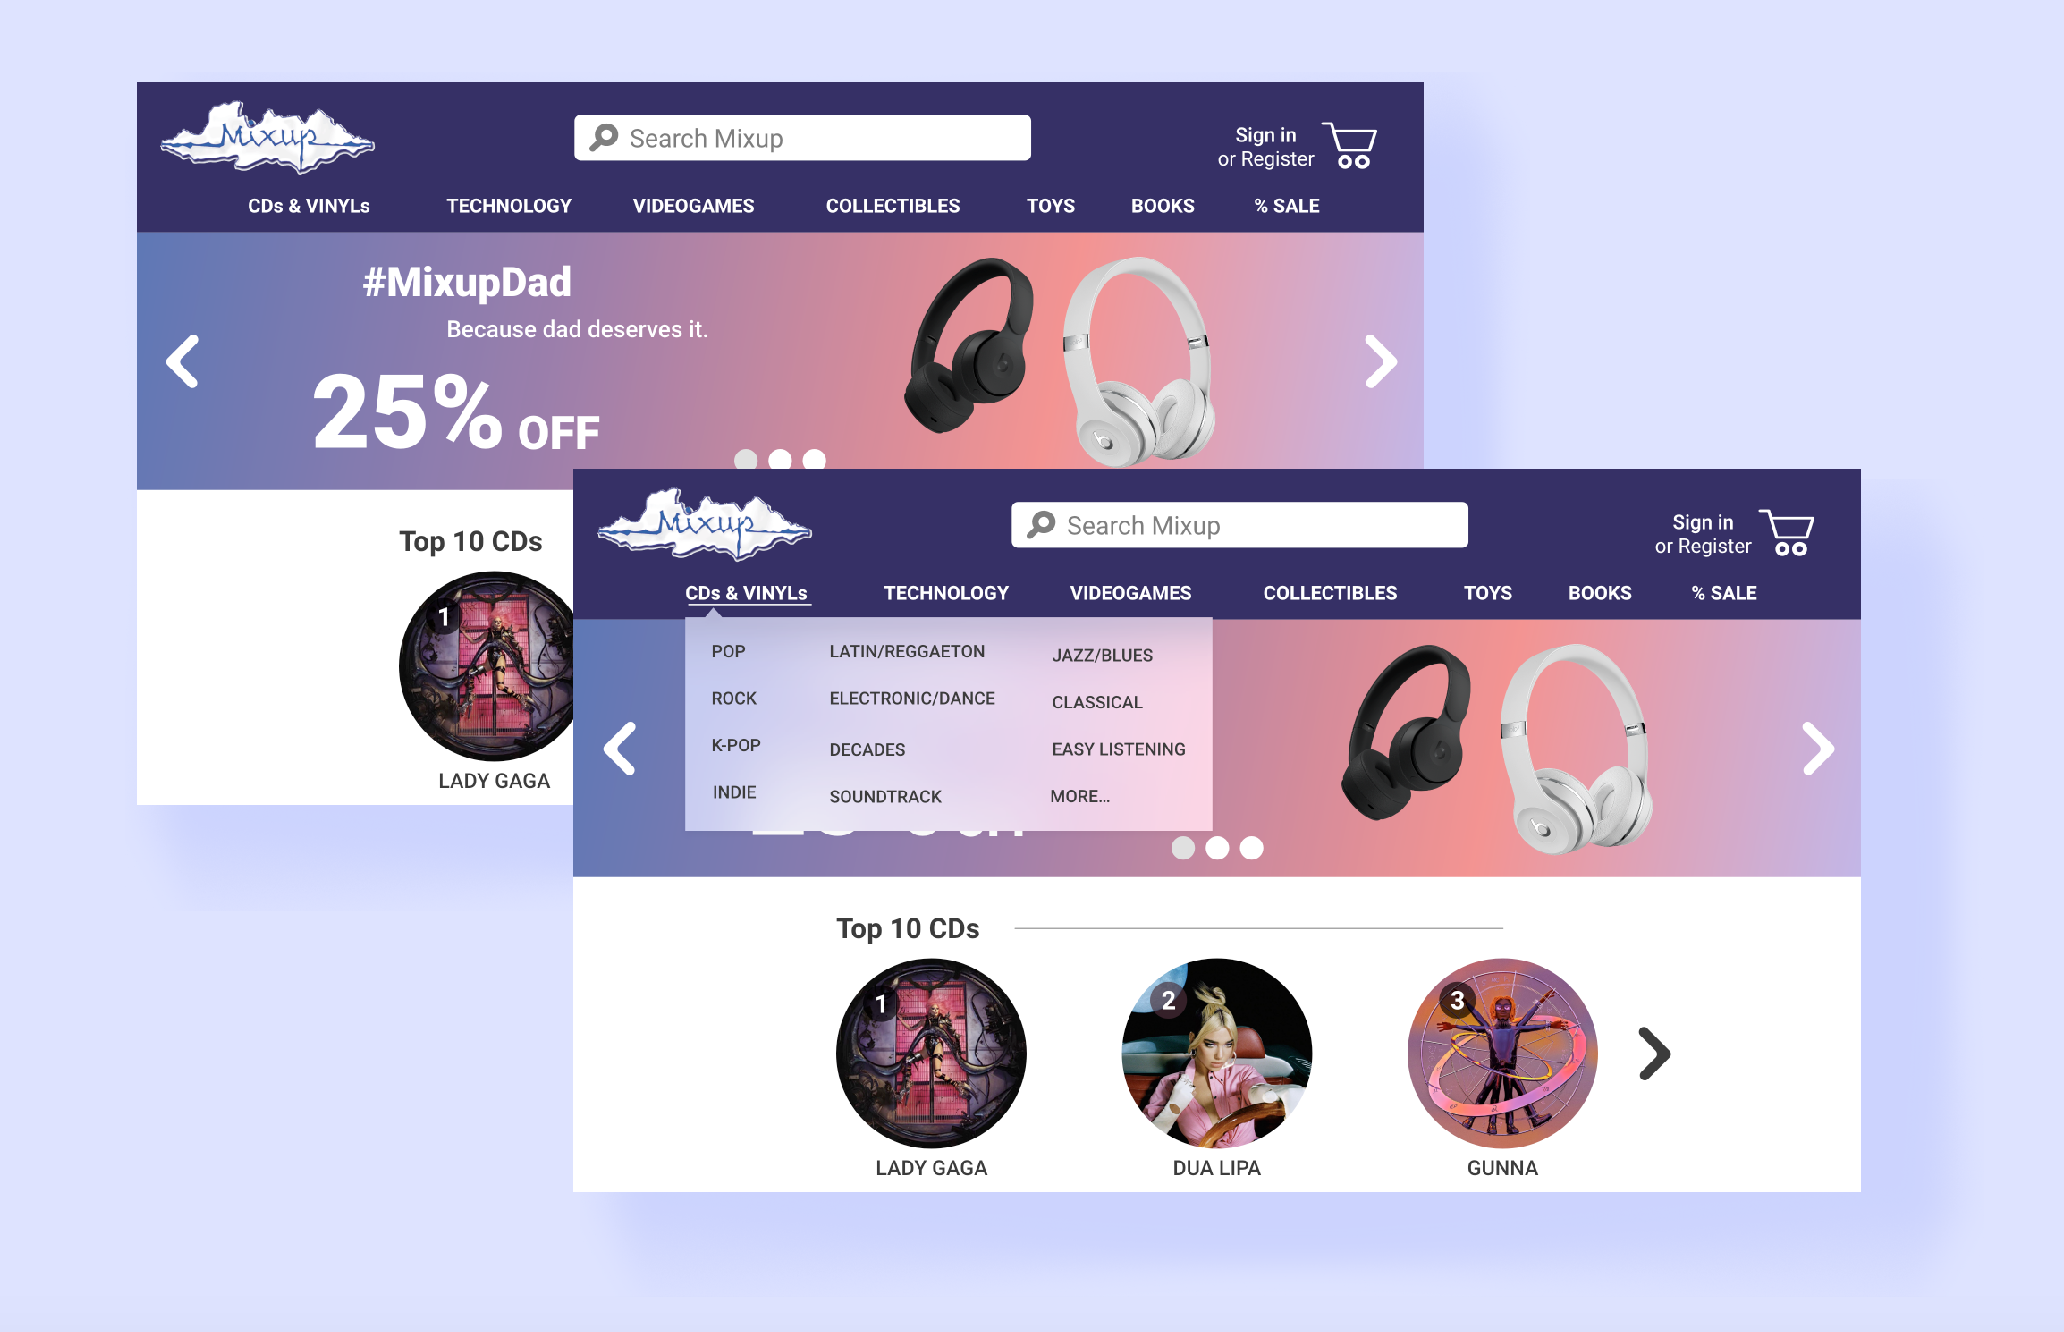 Mixup
Search Mixup
Sign in
or Register
CDs & VINYLs TECHNOLOGY VIDEOGAMES COLLECTIBLES TOYS BOOKS % SALE
#MixupDad
Because dad deserves it.
25% OFF
Top 10 CDs
1
LADY GAGA
Mixup
Search Mixup
Sign in
or Register
CDs & VINYLs TECHNOLOGY VIDEOGAMES COLLECTIBLES TOYS BOOKS % SALE
POP LATIN/REGGAETON JAZZ/BLUES
ROCK ELECTRONIC/DANCE CLASSICAL
K-POP DECADES EASY LISTENING
INDIE SOUNDTRACK MORE...
Top 10 CDs
1 2 3
LADY GAGA DUA LIPA GUNNA